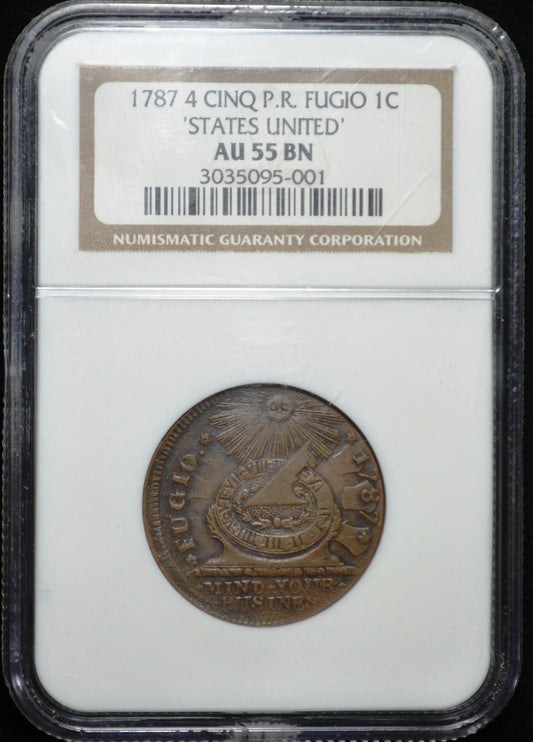 1787 4 CINQ P.R. FUGIO 1C
'STATES UNITED'
AU 55 BN
3035095-001
NUMISMATIC GUARANTY CORPORATION
FUGIO.
1787
MIND YOUR